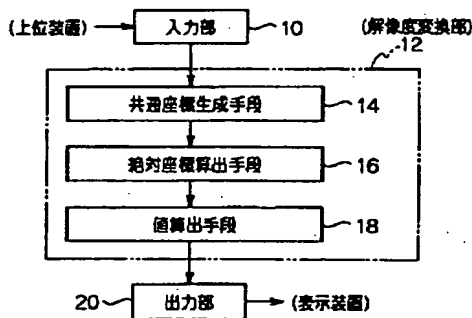 (上位装置) 入力部 10 (解像度変換部)
12
共通座標生成手段 14
絶対座標算出手段 16
値算出手段 18
20 出力部 (表示装置)